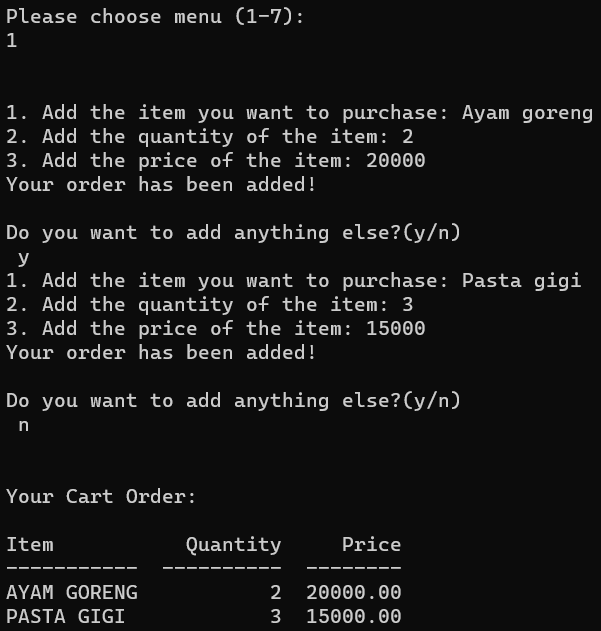 Please choose menu (1-7):
1
1. Add the item you want to purchase: Ayam goreng
2. Add the quantity of the item: 2
3. Add the price of the item: 20000
Your order has been added!
Do you want to add anything else?(y/n)
y
1. Add the item you want to purchase: Pasta gigi
2. Add the quantity of the item: 3
3. Add the price of the item: 15000
Your order has been added!
Do you want to add anything else?(y/n)
n
Your Cart Order:
Item           Quantity     Price
-----------  ----------  --------
AYAM GORENG           2  20000.00
PASTA GIGI            3  15000.00